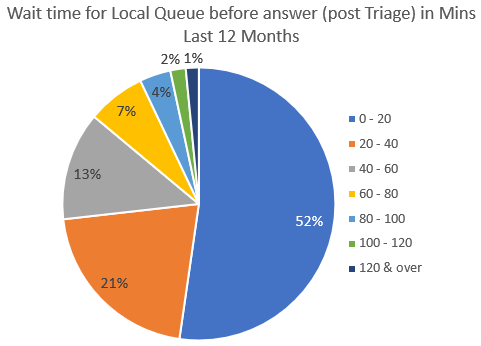 Wait time for Local Queue before answer (post Triage) in Mins
Last 12 Months
2%
1%
4%
7%
13%
52%
21%
0 - 20
20 - 40
40 - 60
60 - 80
80 - 100
100 - 120
120 & over